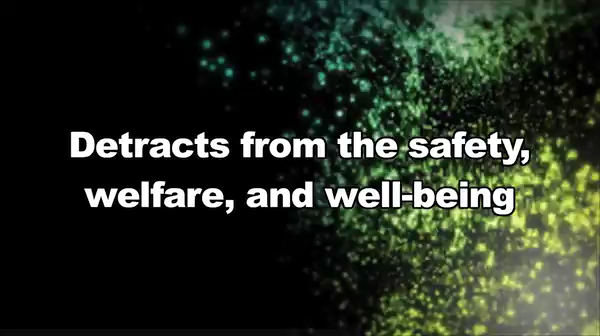 Detracts from the safety,
welfare, and well-being